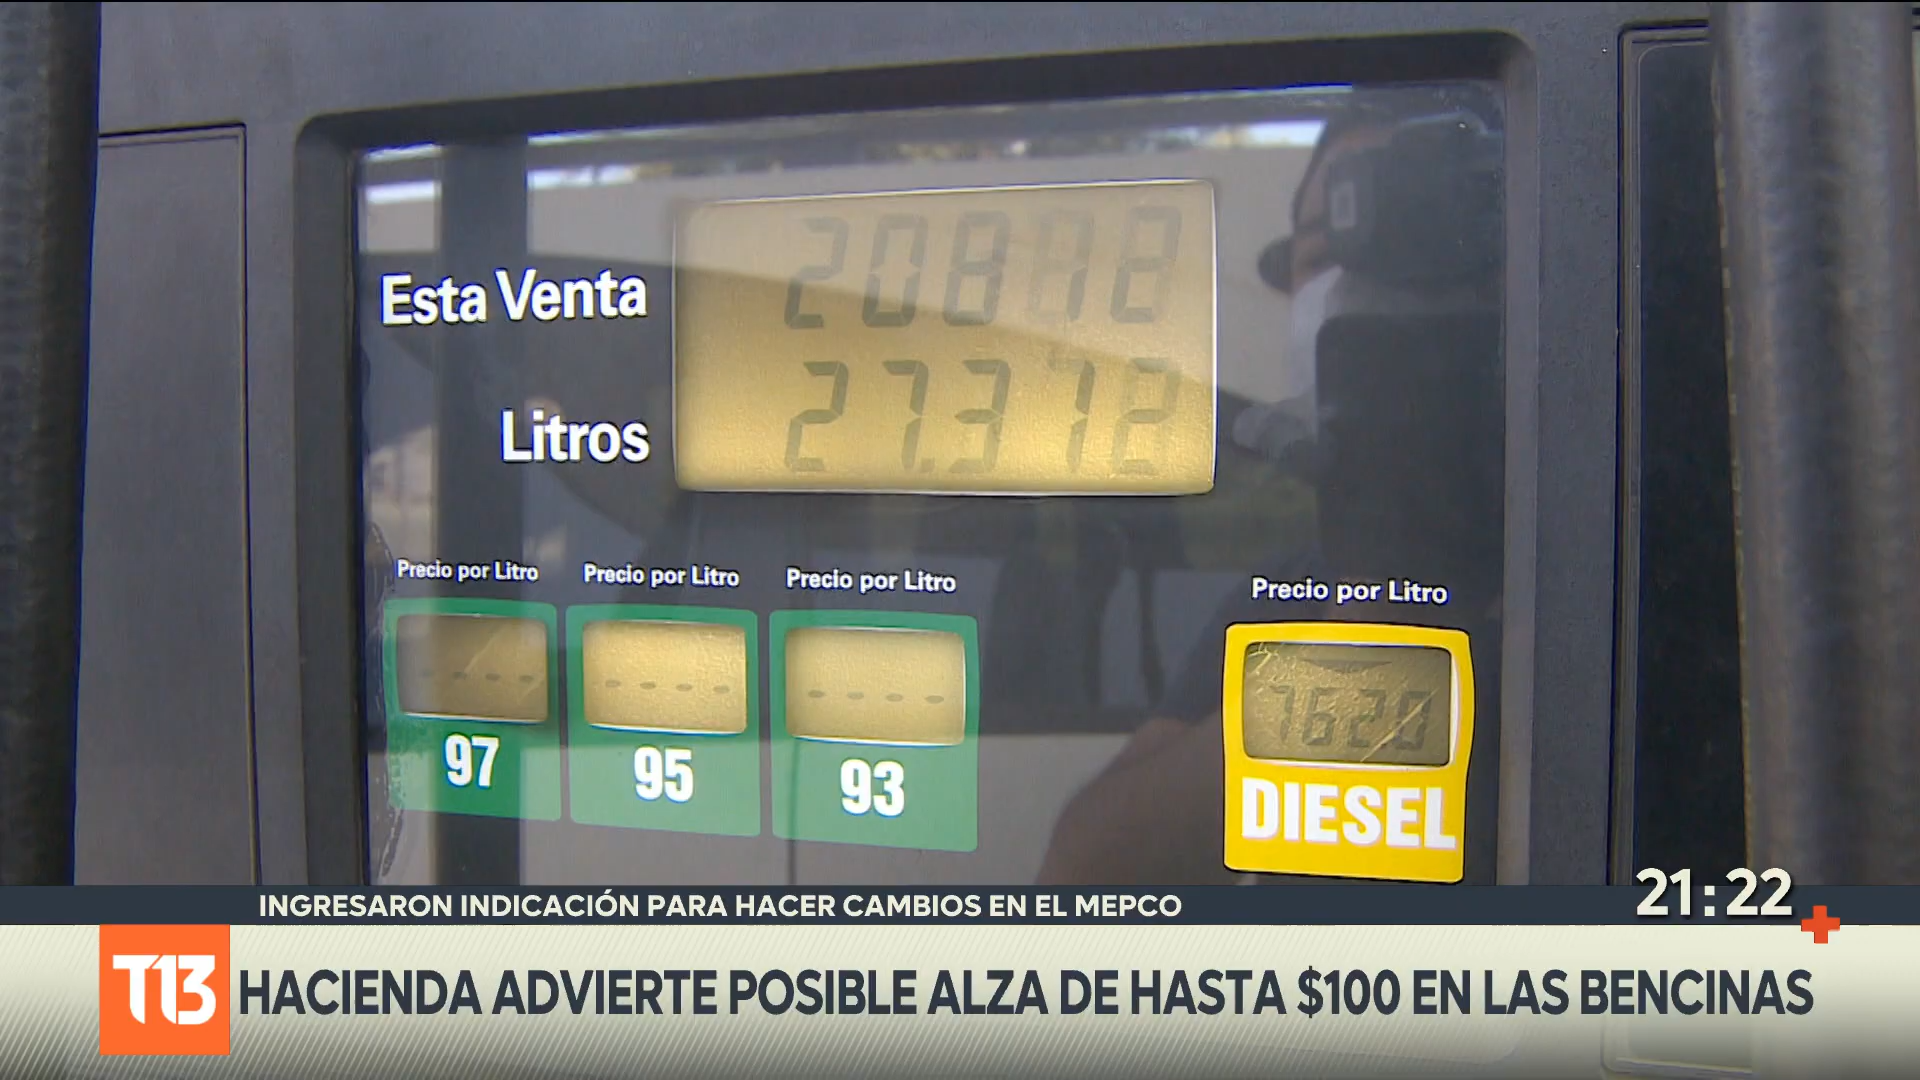 Esta Venta 20812
Litros 27.312
Precio por Litro
Precio por Litro
Precio por Litro
Precio por Litro
----
----
----
762.0
97
95
93
DIESEL
21:22
INGRESARON INDICACIÓN PARA HACER CAMBIOS EN EL MEPCO
T13
HACIENDA ADVIERTE POSIBLE ALZA DE HASTA $100 EN LAS BENCINAS